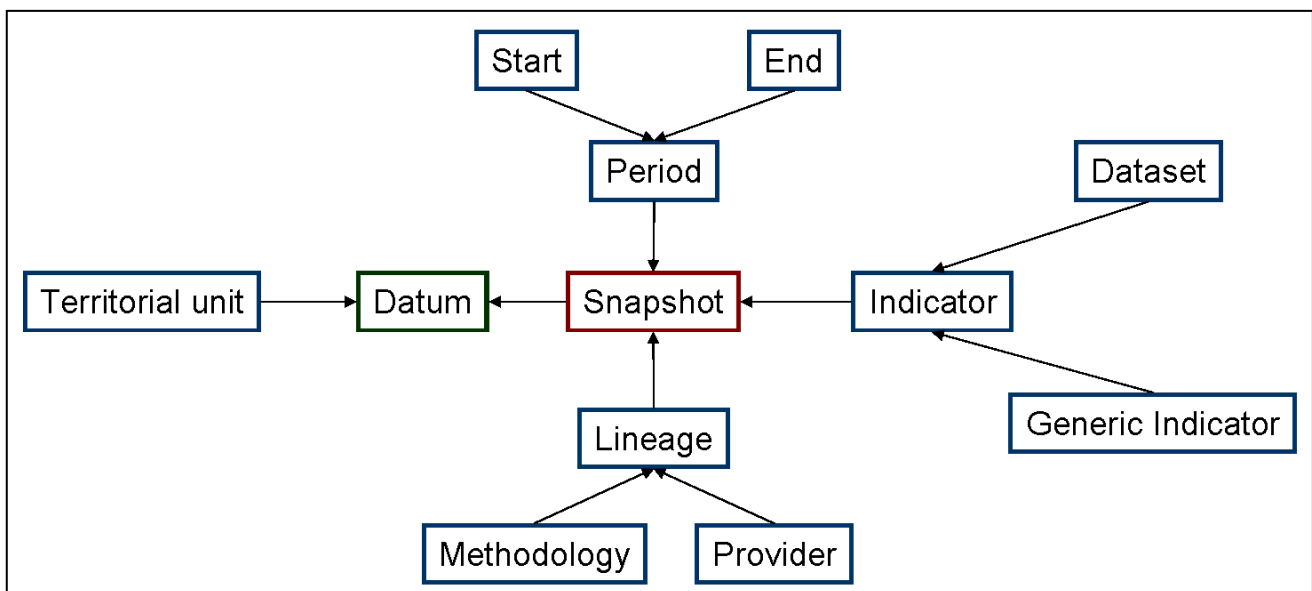 Start
End
Period
Dataset
Territorial unit
Datum
Snapshot
Indicator
Lineage
Generic Indicator
Methodology
Provider